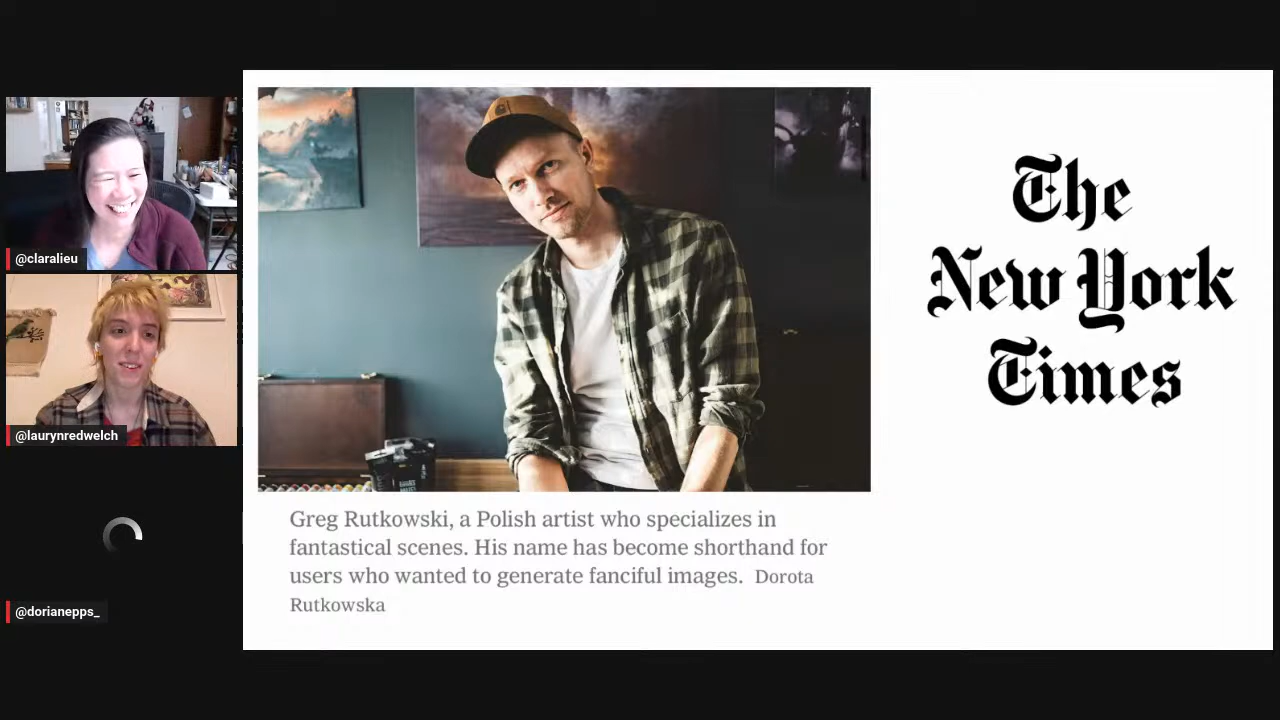 @claralieu
@laurynredwelch
@dorianepps_
The
New York
Times
Greg Rutkowski, a Polish artist who specializes in
fantastical scenes. His name has become shorthand for
users who wanted to generate fanciful images. Dorota
Rutkowska